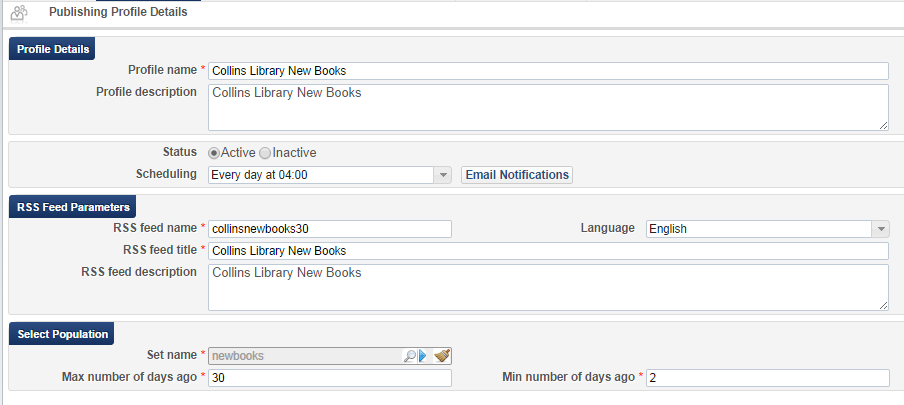 Publishing Profile Details
Profile Details
Profile name * Collins Library New Books
Profile description Collins Library New Books
Status Active Inactive
Scheduling Every day at 04:00 Email Notifications
RSS Feed Parameters
RSS feed name * collinsnewbooks30 Language English
RSS feed title * Collins Library New Books
RSS feed description Collins Library New Books
Select Population
Set name * newbooks
Max number of days ago * 30 Min number of days ago * 2